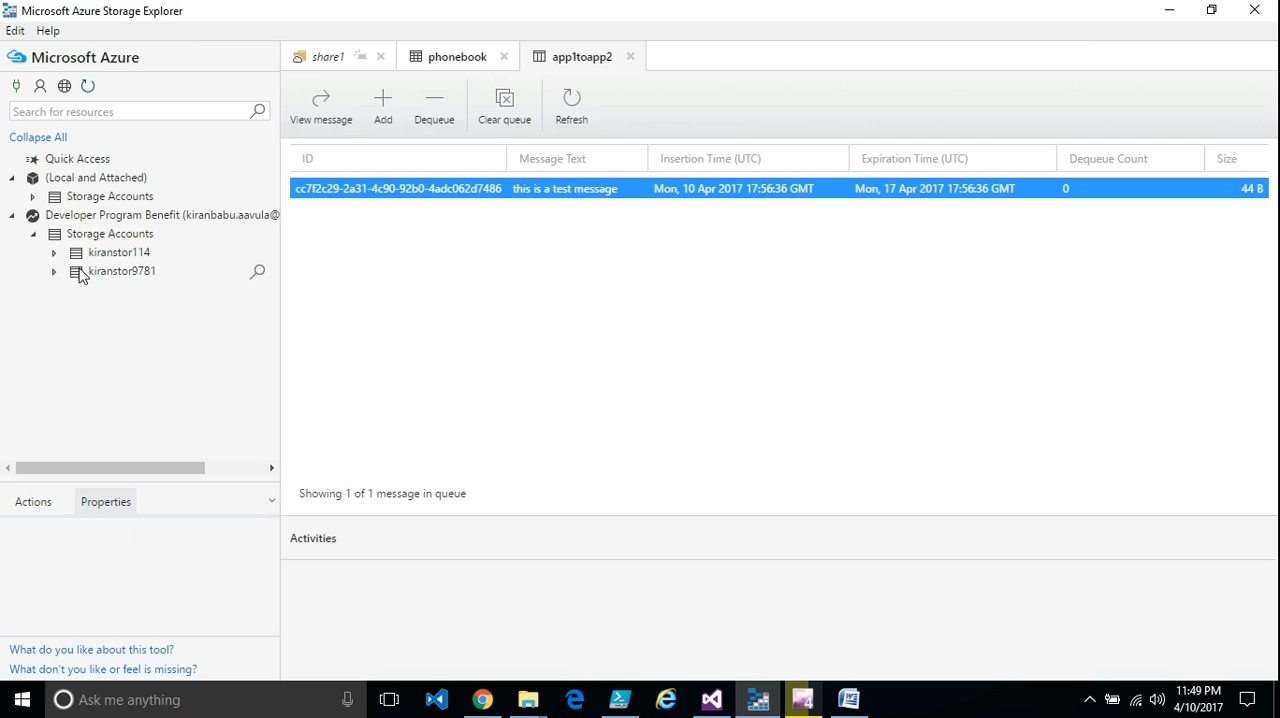 Microsoft Azure Storage Explorer
Edit Help
Microsoft Azure
Search for resources
Collapse All
Quick Access
(Local and Attached)
Storage Accounts
Developer Program Benefit (kiranbabu.aavula@
Storage Accounts
kiranstor114
kiranstor9781
share1 phonebook app1toapp2
View message Add Dequeue Clear queue Refresh
ID Message Text Insertion Time (UTC) Expiration Time (UTC) Dequeue Count Size
cc7f2c29-2a31-4c90-92b0-4adc062d7486 this is a test message Mon, 10 Apr 2017 17:56:36 GMT Mon, 17 Apr 2017 17:56:36 GMT 0 44 B
Showing 1 of 1 message in queue
Actions Properties
Activities
What do you like about this tool?
What don't you like or feel is missing?
Ask me anything
4
11:49 PM
4/10/2017